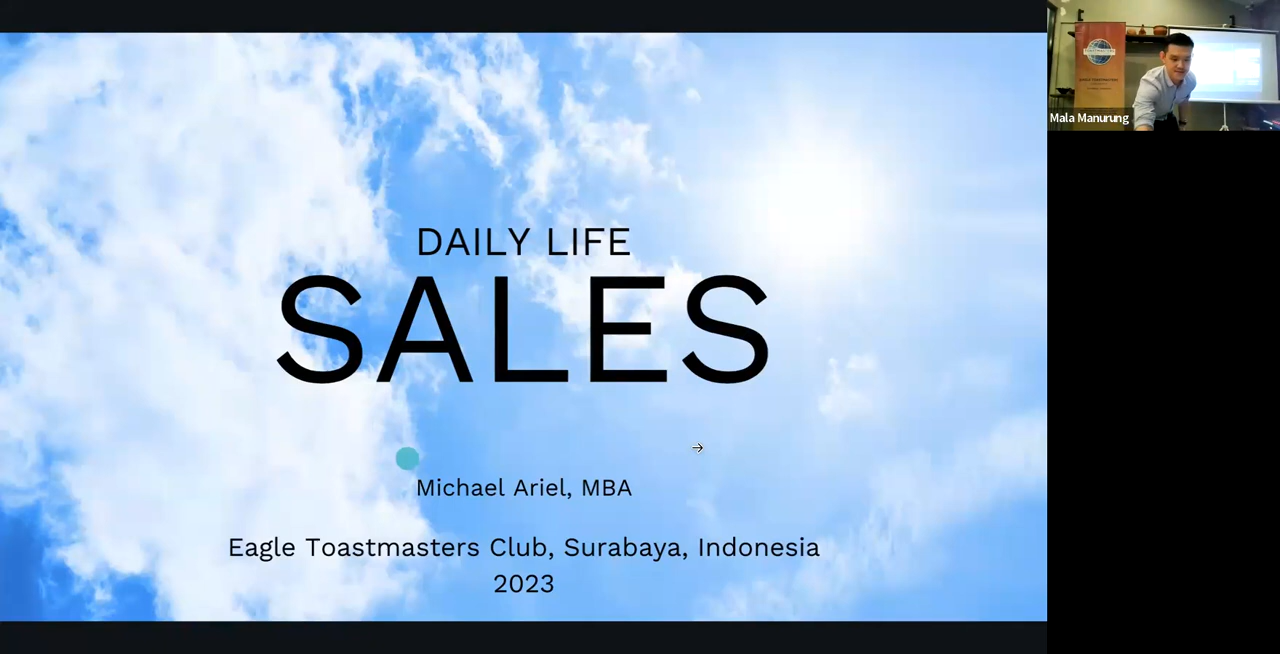 DAILY LIFE
SALES
Michael Ariel, MBA
Eagle Toastmasters Club, Surabaya, Indonesia
2023
Mala Manurung